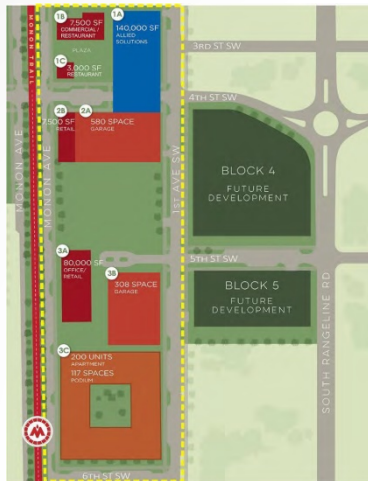 1B
7,500 SF
COMMERCIAL/
RESTAURANT
1A
140,000 SF
ALLIED
SOLUTIONS
PLAZA
1C
3,000 SF
RESTAURANT
3RD ST SW
4TH ST SW
2B
7,500 SF
RETAIL
2A
580 SPACE
GARAGE
MONON TRAIL
MONON AVE
MONON AVE
1ST AVE SW
BLOCK 4
FUTURE
DEVELOPMENT
5TH ST SW
3A
80,000 SF
OFFICE/
RETAIL
3B
308 SPACE
GARAGE
BLOCK 5
FUTURE
DEVELOPMENT
SOUTH RANGELINE RD
3C
200 UNITS
APARTMENT
117 SPACES
PODIUM
M
6TH ST SW